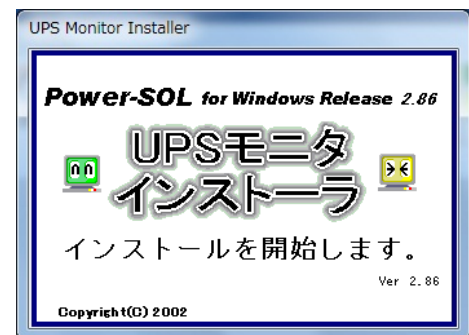 UPS Monitor Installer
Power-SOL for Windows Release 2.86
UPSモニタ
インストーラ
インストールを開始します。
Ver 2.86
Copyright(C) 2002